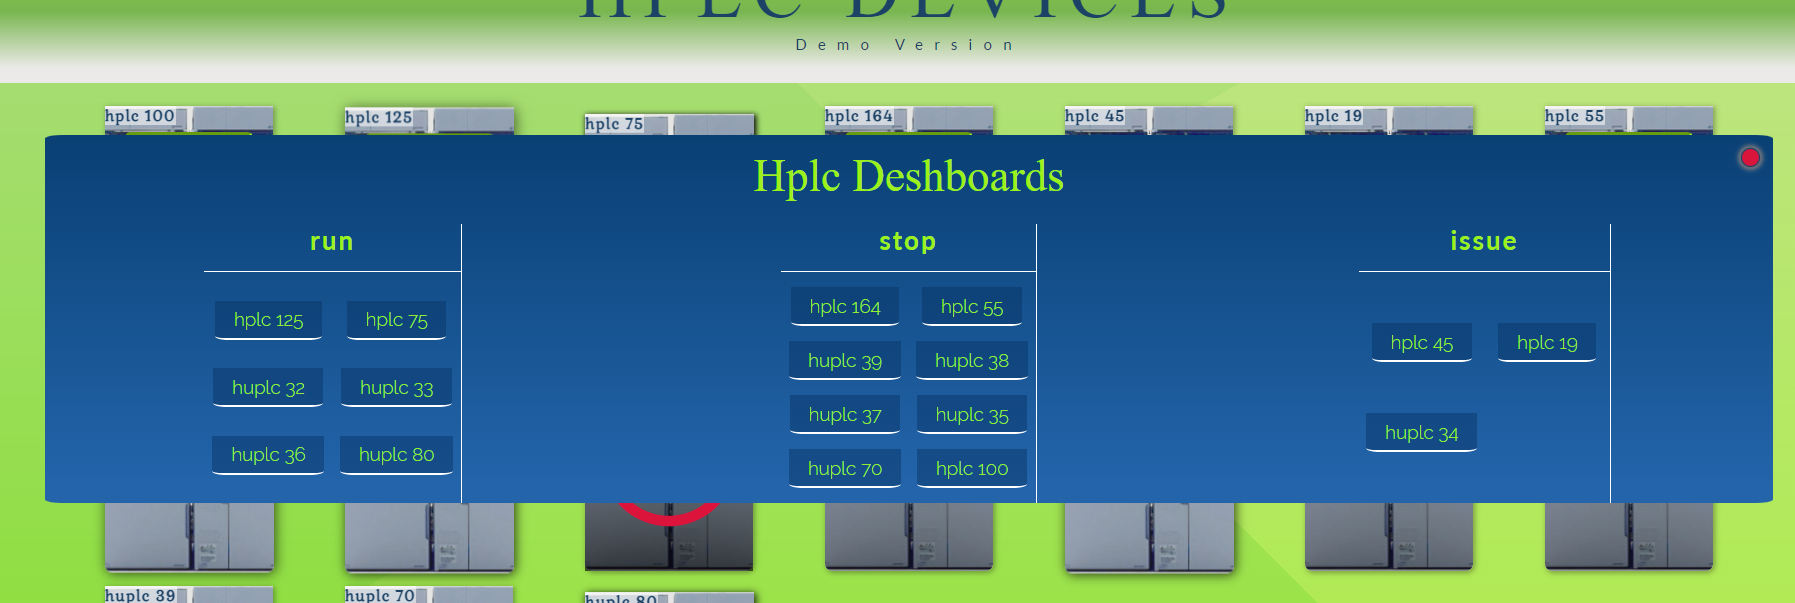 HPLC DEVICES
Demo Version
hplc 100
hplc 125
hplc 75
hplc 164
hplc 45
hplc 19
hplc 55
Hplc Deshboards
run
stop
issue
hplc 125 hplc 75
huplc 32 huplc 33
huplc 36 huplc 80
hplc 164 hplc 55
huplc 39 huplc 38
huplc 37 huplc 35
huplc 70 hplc 100
hplc 45 hplc 19
huplc 34
huplc 39
huplc 70
huplc 80